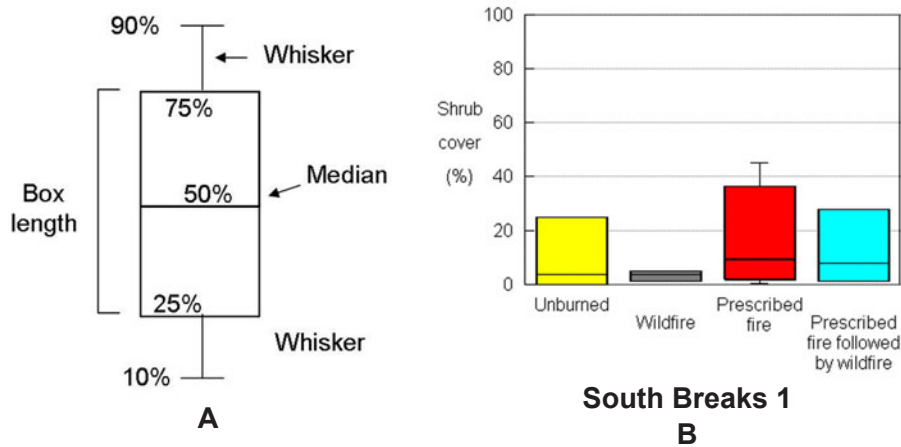 90%
Whisker
75%
Box
length
50%
Median
25%
Whisker
10%
A
100
80
Shrub
60
cover
(%)
40
20
0
Unburned
Wildfire
Prescribed
fire
Prescribed
fire followed
by wildfire
South Breaks 1
B